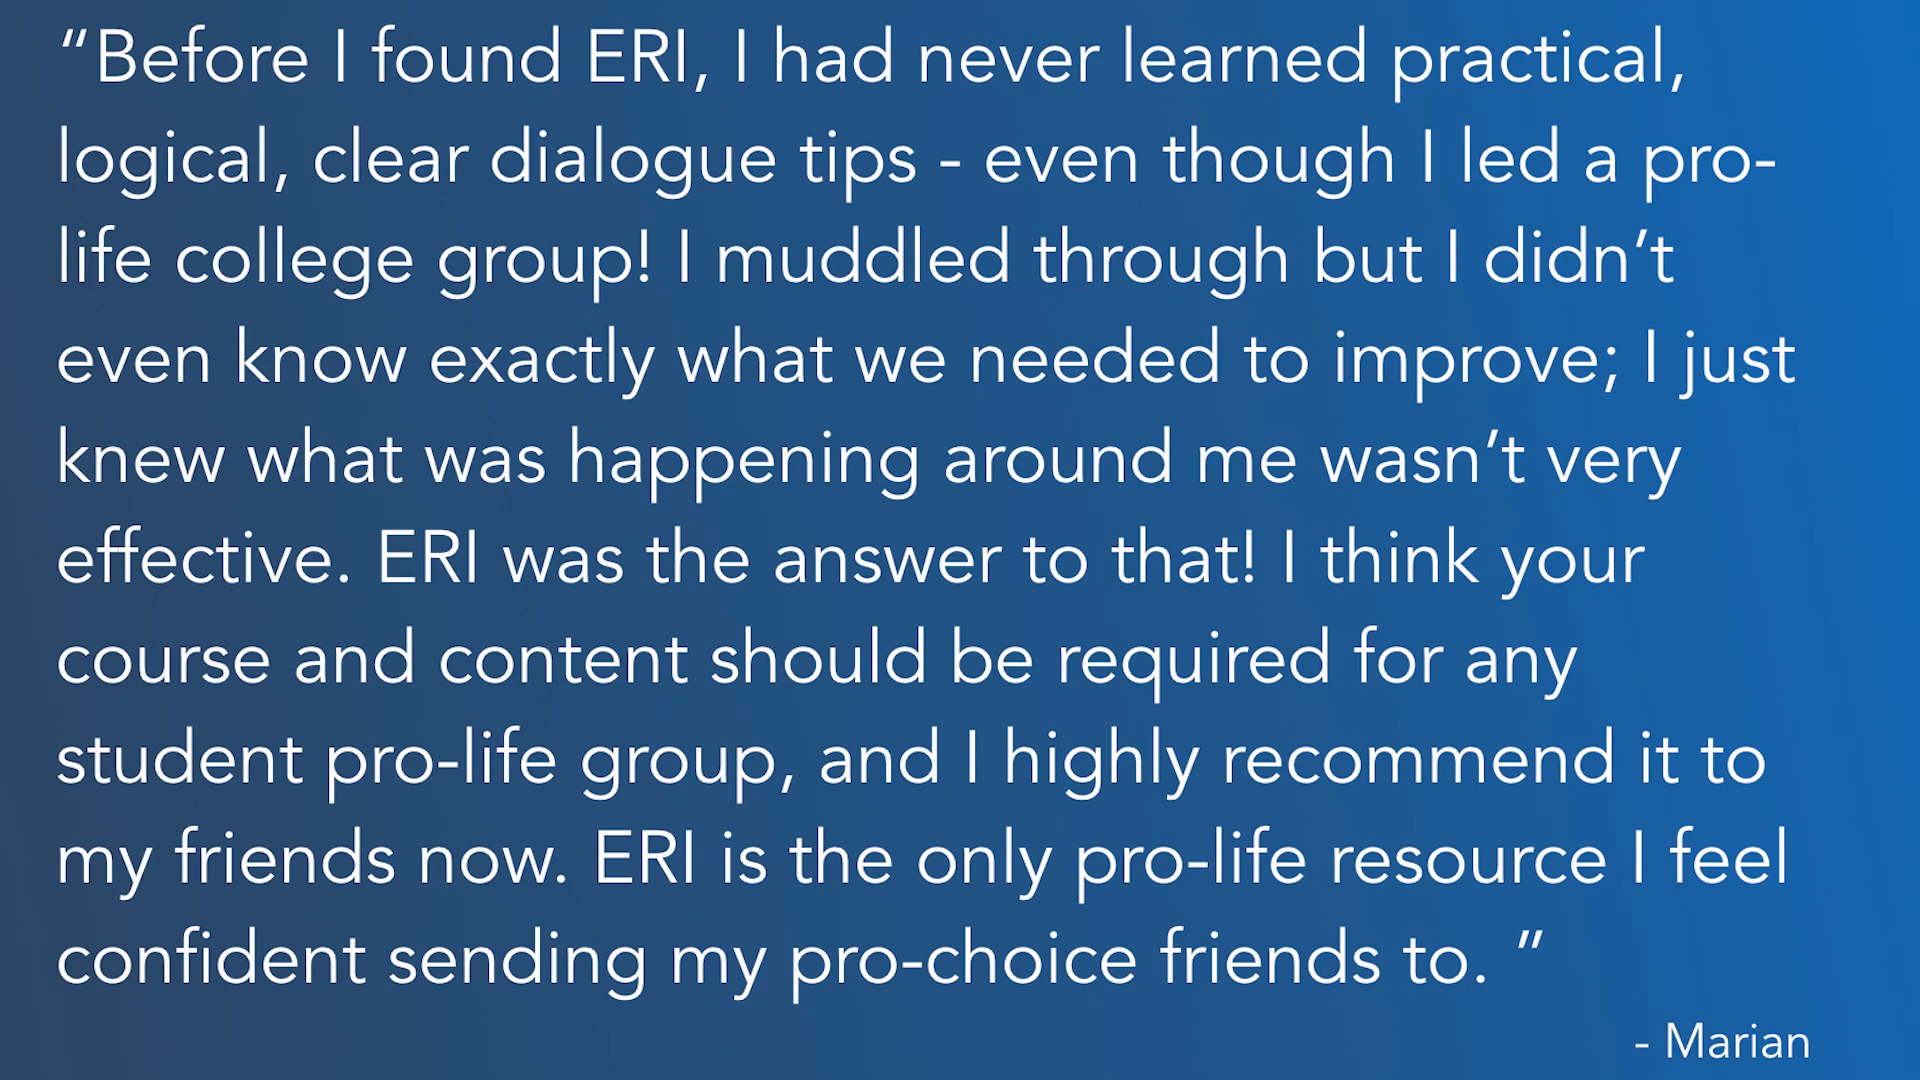 “Before I found ERI, I had never learned practical,
logical, clear dialogue tips - even though I led a pro-
life college group! I muddled through but I didn’t
even know exactly what we needed to improve; I just
knew what was happening around me wasn’t very
effective. ERI was the answer to that! I think your
course and content should be required for any
student pro-life group, and I highly recommend it to
my friends now. ERI is the only pro-life resource I feel
confident sending my pro-choice friends to. ”
- Marian